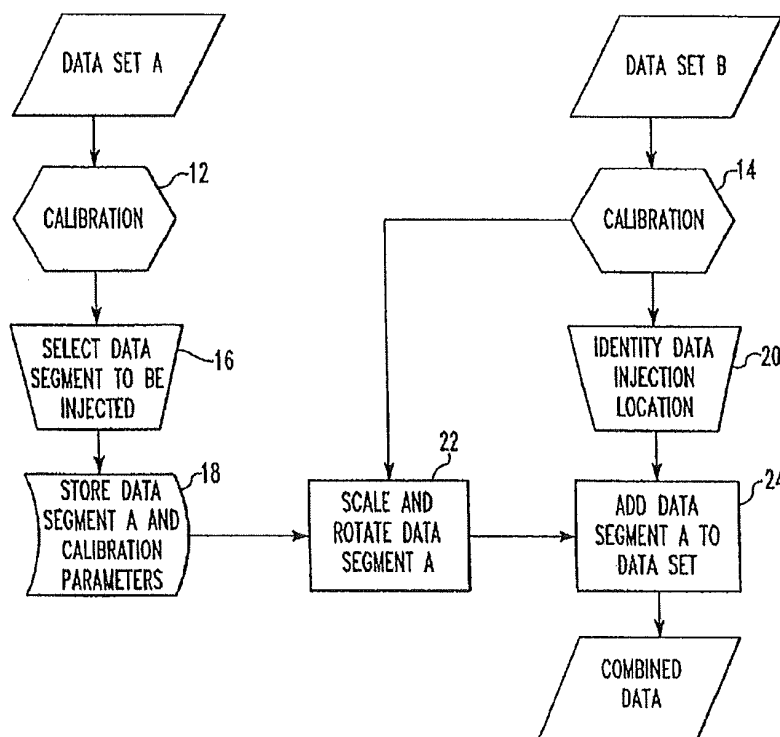 DATA SET A
DATA SET B
12
14
CALIBRATION
CALIBRATION
SELECT DATA
SEGMENT TO BE
INJECTED
16
IDENTITY DATA
INJECTION
LOCATION
20
18
STORE DATA
SEGMENT A AND
CALIBRATION
PARAMETERS
22
SCALE AND
ROTATE DATA
SEGMENT A
24
ADD DATA
SEGMENT A TO
DATA SET
COMBINED
DATA